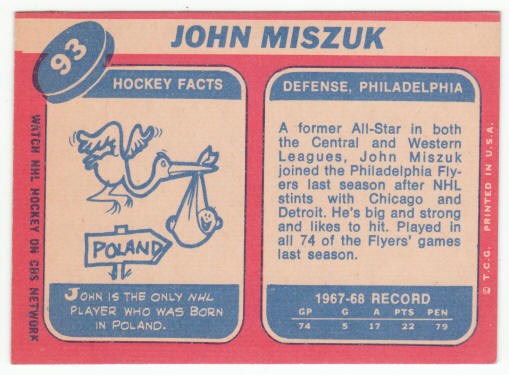 93
JOHN MISZUK
HOCKEY FACTS
POLAND
JOHN IS THE ONLY NHL
PLAYER WHO WAS BORN
IN POLAND.
DEFENSE, PHILADELPHIA
A former All-Star in both
the Central and Western
Leagues, John Miszuk
joined the Philadelphia Fly-
ers last season after NHL
stints with Chicago and
Detroit. He's big and strong
and likes to hit. Played in
all 74 of the Flyers' games
last season.
1967-68 RECORD
GP G A PTS PEN
74 5 17 22 79
WATCH NHL HOCKEY ON CBS NETWORK
© T.C.G. PRINTED IN U.S.A.